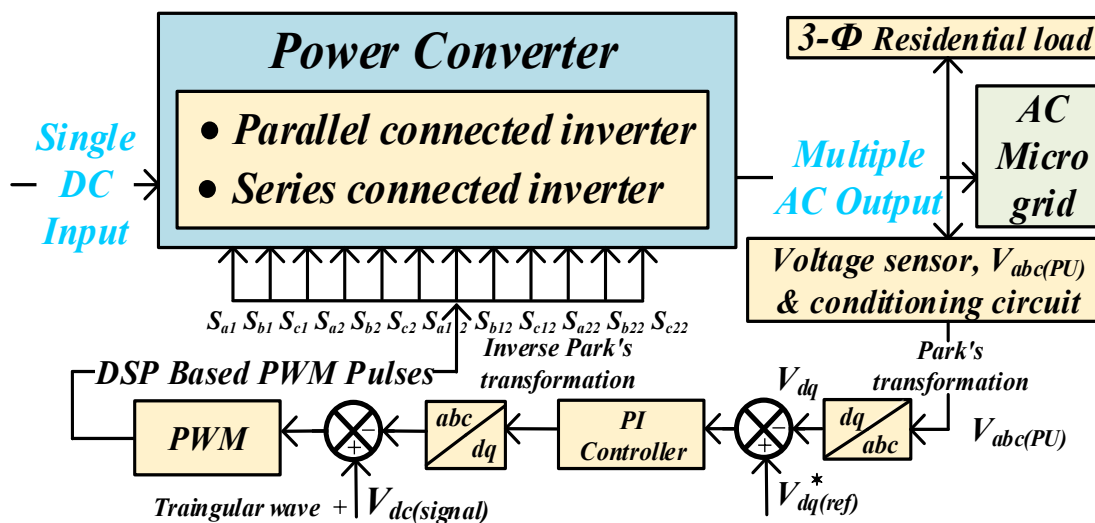 Power Converter
• Parallel connected inverter
• Series connected inverter
Single
DC
Input
Multiple
AC Output
3-Φ Residential load
AC
Micro
grid
Voltage sensor, Vabc(PU)
& conditioning circuit
Sa1 Sb1 Sc1 Sa2 Sb2 Sc2 Sa12 Sb12 Sc12 Sa22 Sb22 Sc22
Inverse Park's
transformation
DSP Based PWM Pulses
Park's
transformation
PWM
−
+
abc
dq
PI
Controller
Vdq
−
+
dq
abc
Vabc(PU)
Traingular wave + Vdc(signal)
V*dq(ref)